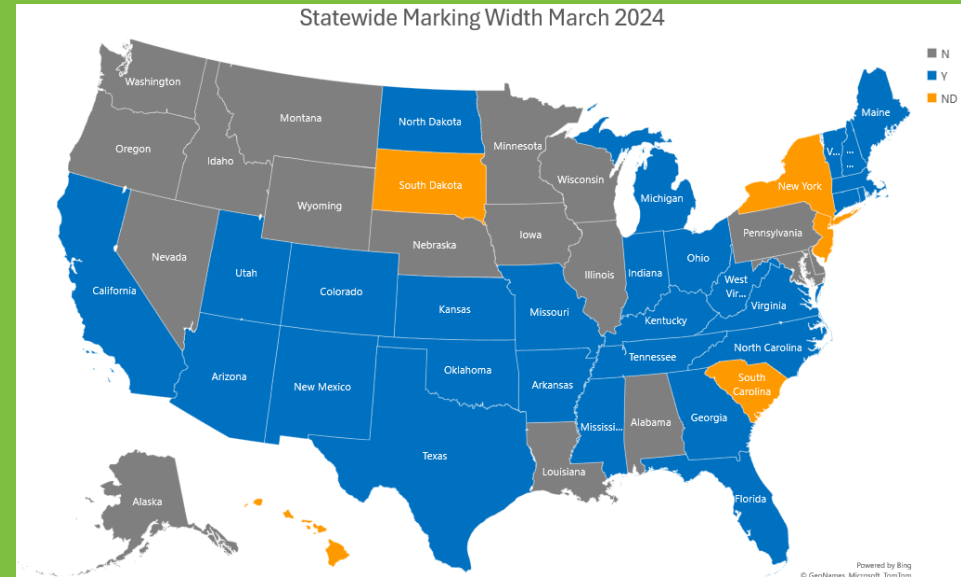 Statewide Marking Width March 2024
N
Y
ND
Washington
Montana
North Dakota
Minnesota
Maine
Oregon
Idaho
South Dakota
Wisconsin
V...
...
...
Wyoming
Michigan
New York
Nebraska
Iowa
Pennsylvania
Nevada
Utah
Illinois
Indiana
Ohio
California
Colorado
West
Vir...
Kansas
Missouri
Virginia
Kentucky
North Carolina
Tennessee
Arizona
New Mexico
Oklahoma
Arkansas
South
Carolina
Mississi...
Alabama
Georgia
Texas
Louisiana
Alaska
Florida
Powered by Bing
© GeoNames, Microsoft, TomTom